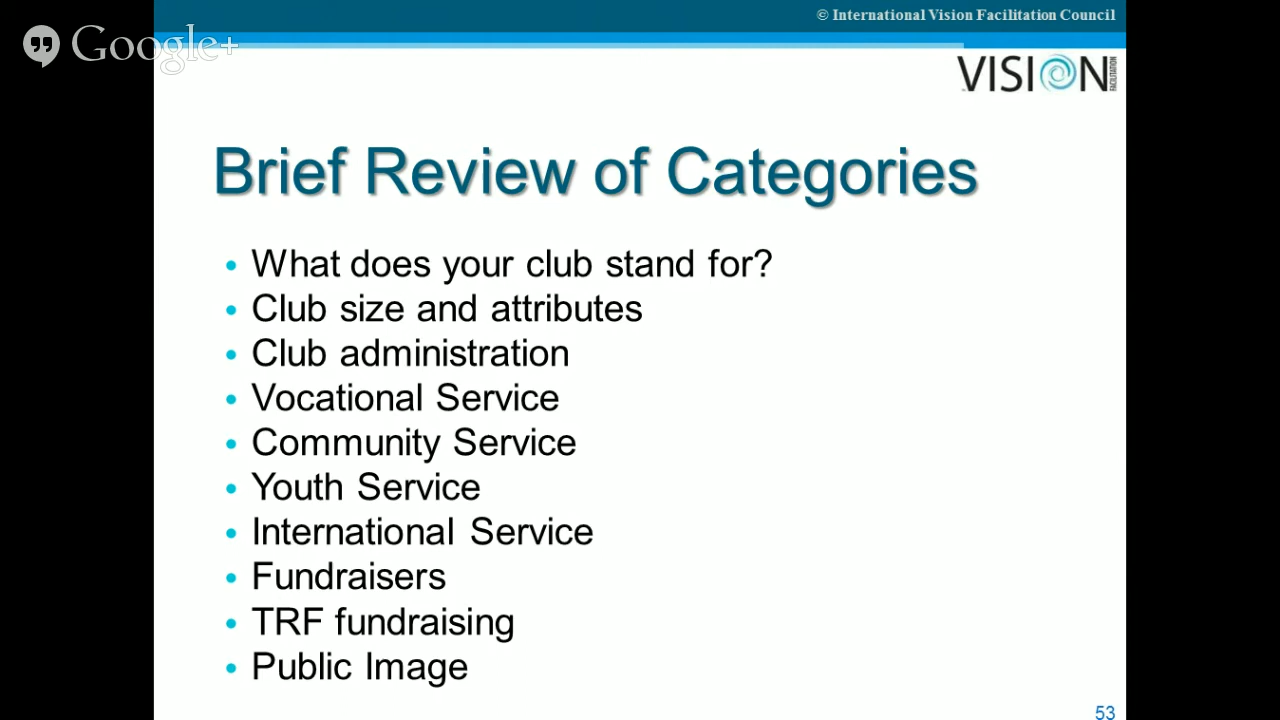 © International Vision Facilitation Council
Google+
VISION
FACILITATION
Brief Review of Categories
• What does your club stand for?
• Club size and attributes
• Club administration
• Vocational Service
• Community Service
• Youth Service
• International Service
• Fundraisers
• TRF fundraising
• Public Image
53